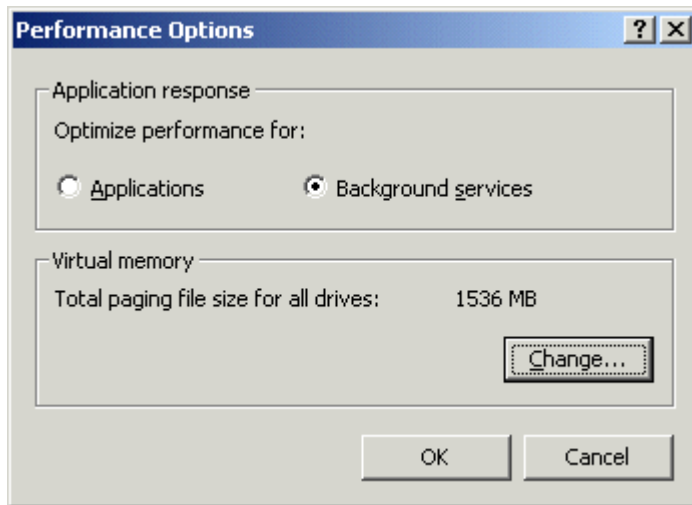 Performance Options
Application response
Optimize performance for:
Applications Background services
Virtual memory
Total paging file size for all drives: 1536 MB
Change...
OK Cancel